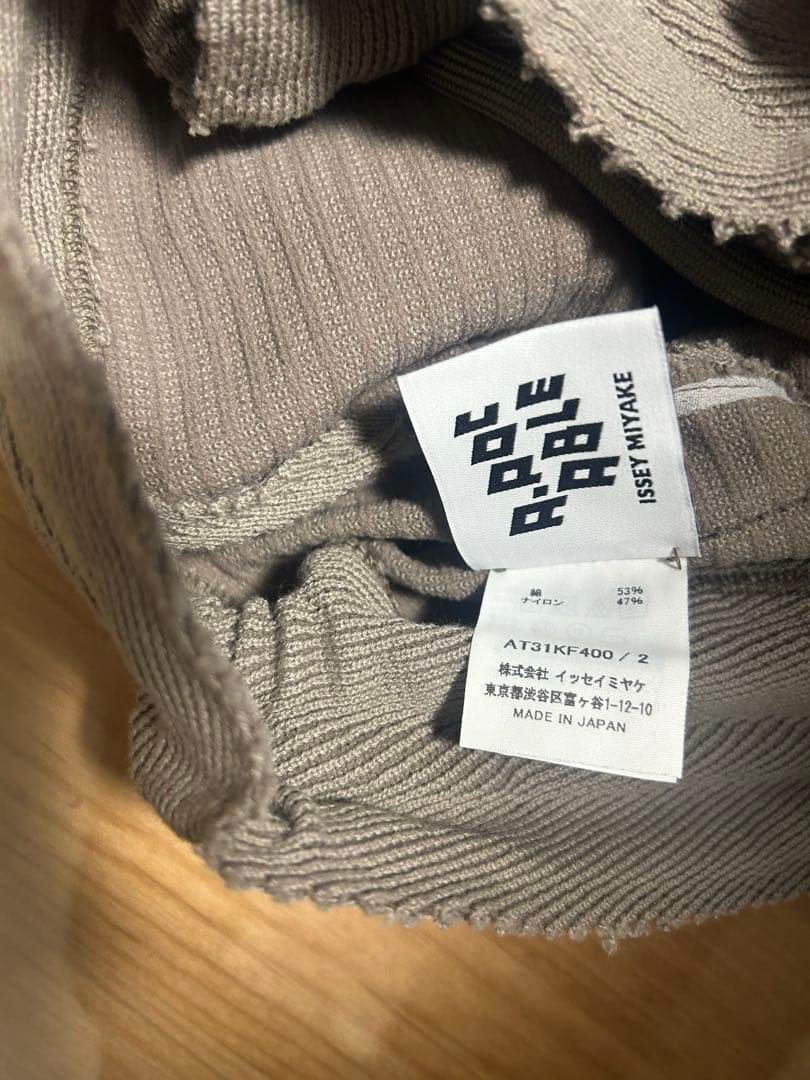 A-POC
ABLE
ISSEY MIYAKE
綿 53%
ナイロン 47%
AT31KF400 / 2
株式会社 イッセイミヤケ
東京都渋谷区富ヶ谷1-12-10
MADE IN JAPAN